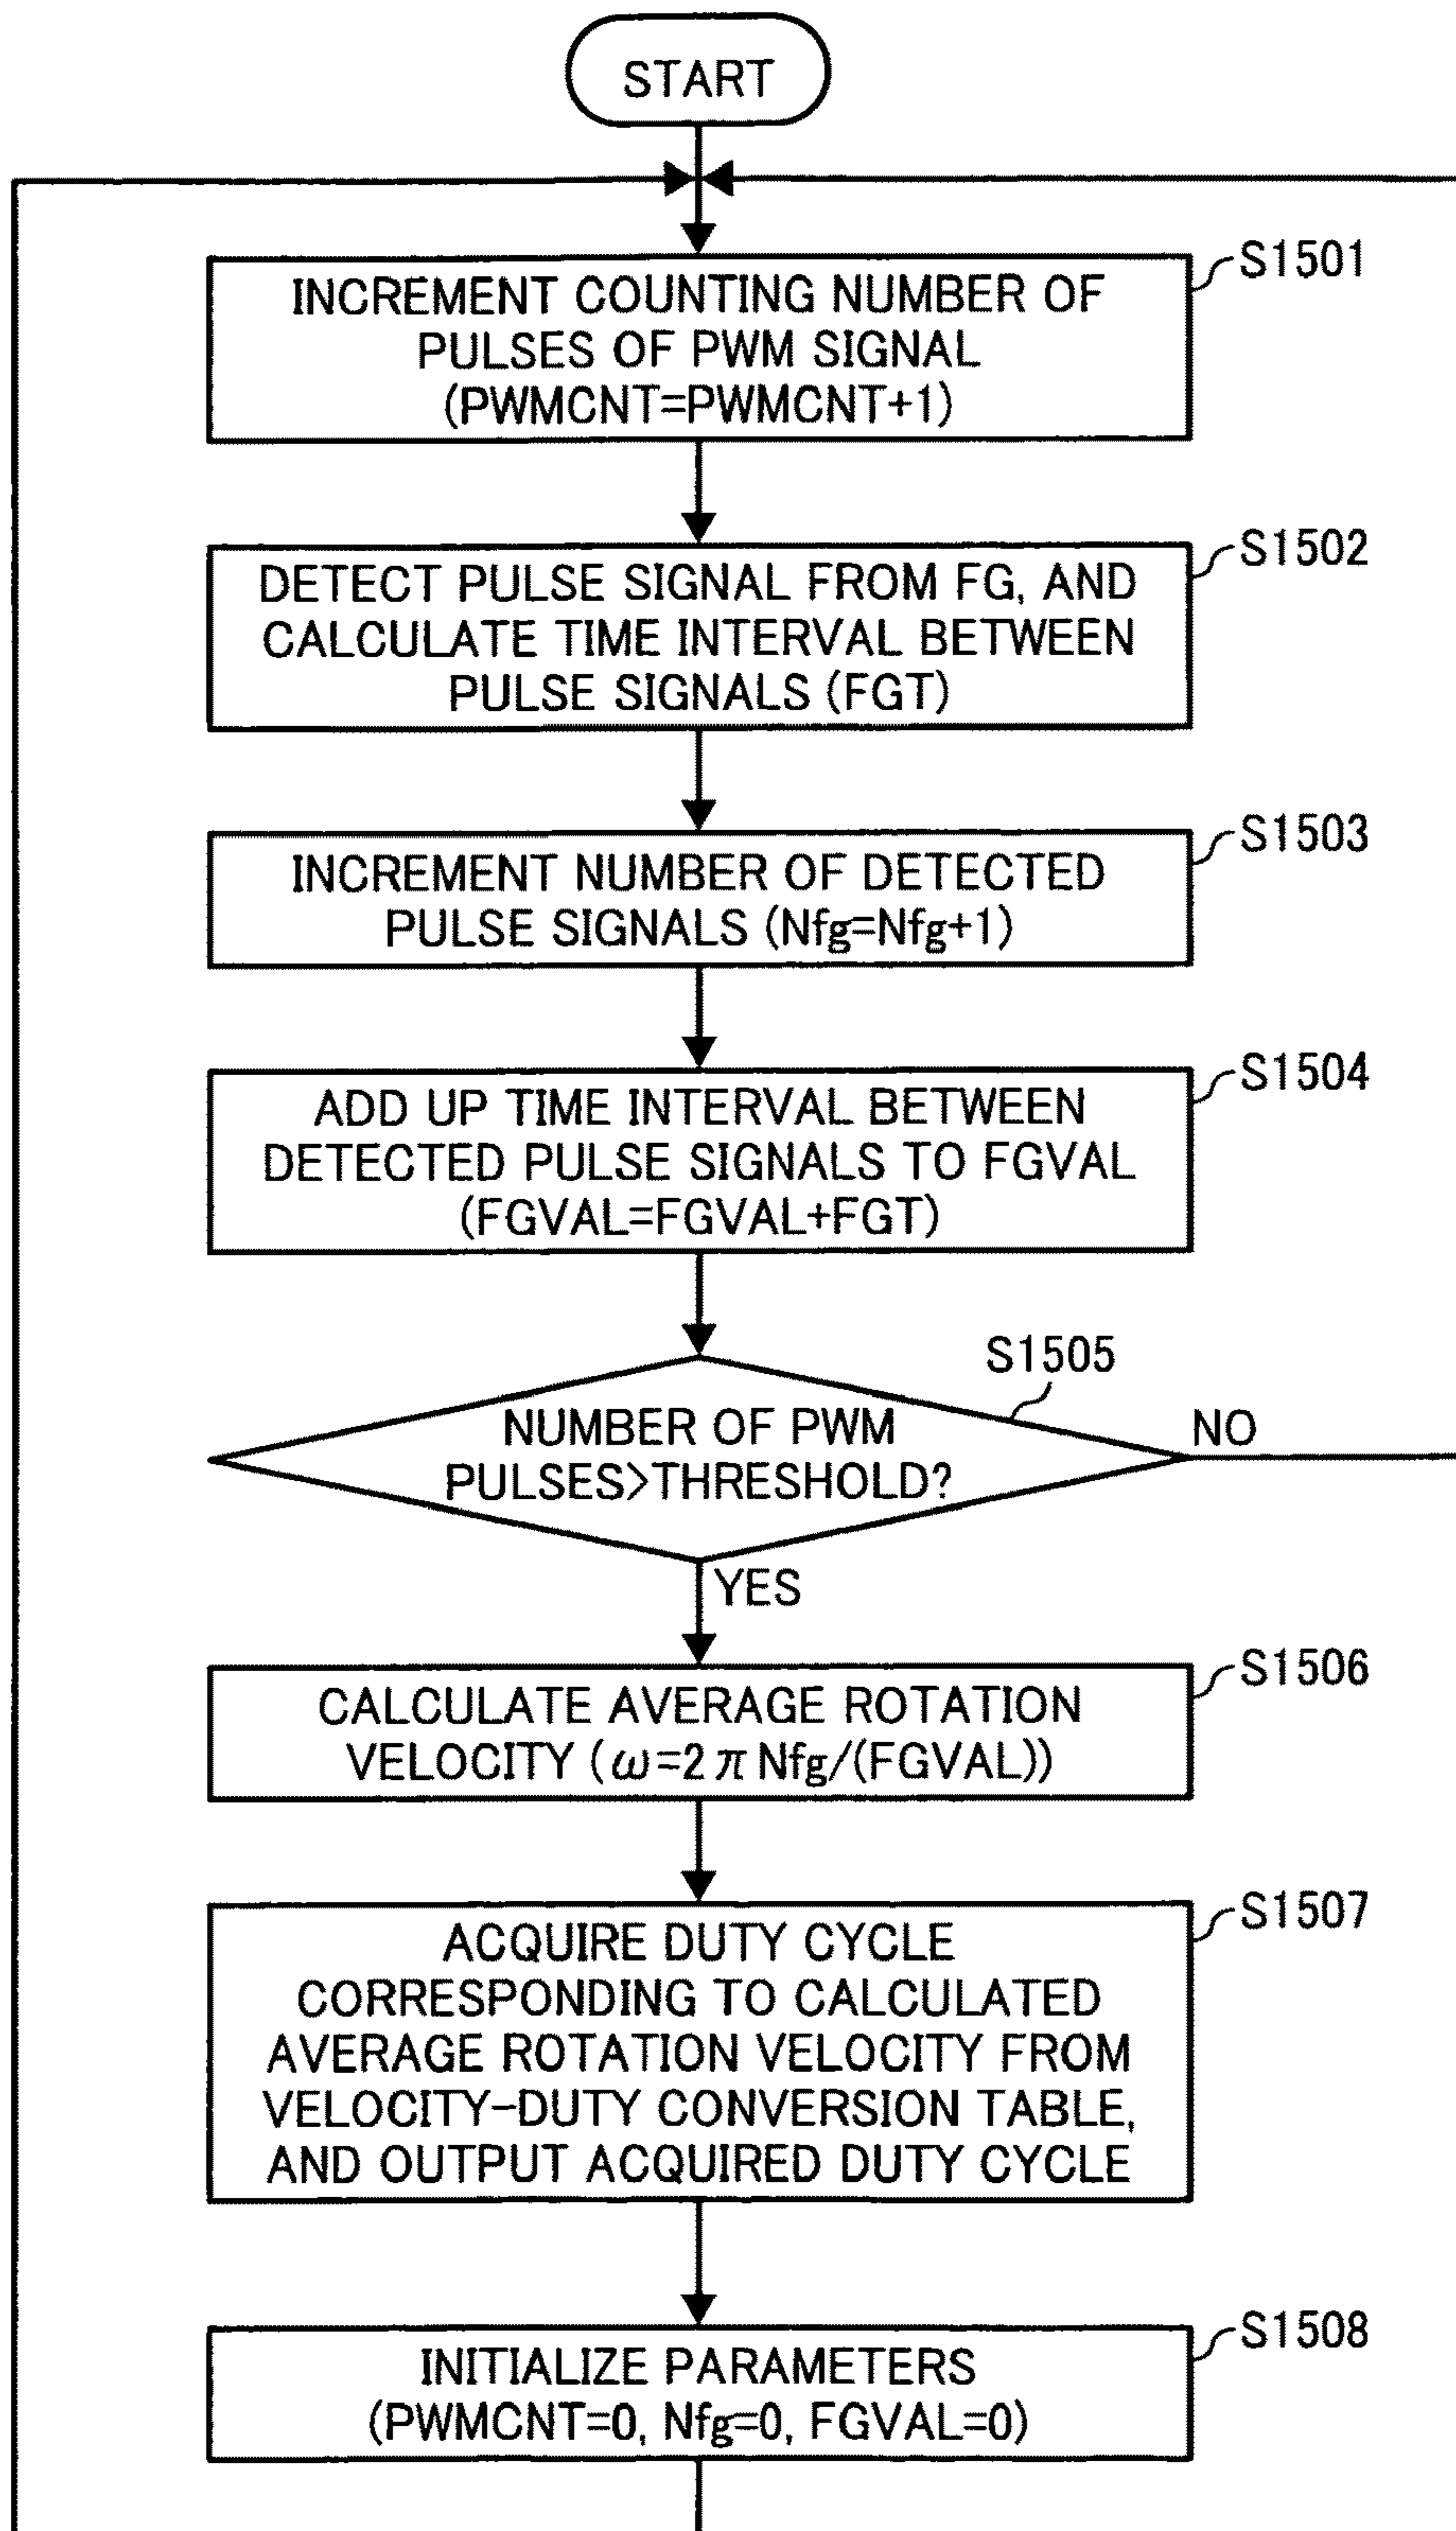 START
S1501
INCREMENT COUNTING NUMBER OF
PULSES OF PWM SIGNAL
(PWMCNT=PWMCNT+1)
S1502
DETECT PULSE SIGNAL FROM FG, AND
CALCULATE TIME INTERVAL BETWEEN
PULSE SIGNALS (FGT)
S1503
INCREMENT NUMBER OF DETECTED
PULSE SIGNALS (Nfg=Nfg+1)
S1504
ADD UP TIME INTERVAL BETWEEN
DETECTED PULSE SIGNALS TO FGVAL
(FGVAL=FGVAL+FGT)
S1505
NUMBER OF PWM
PULSES>THRESHOLD?
NO
YES
S1506
CALCULATE AVERAGE ROTATION
VELOCITY (ω=2πNfg/(FGVAL))
S1507
ACQUIRE DUTY CYCLE
CORRESPONDING TO CALCULATED
AVERAGE ROTATION VELOCITY FROM
VELOCITY-DUTY CONVERSION TABLE,
AND OUTPUT ACQUIRED DUTY CYCLE
S1508
INITIALIZE PARAMETERS
(PWMCNT=0, Nfg=0, FGVAL=0)